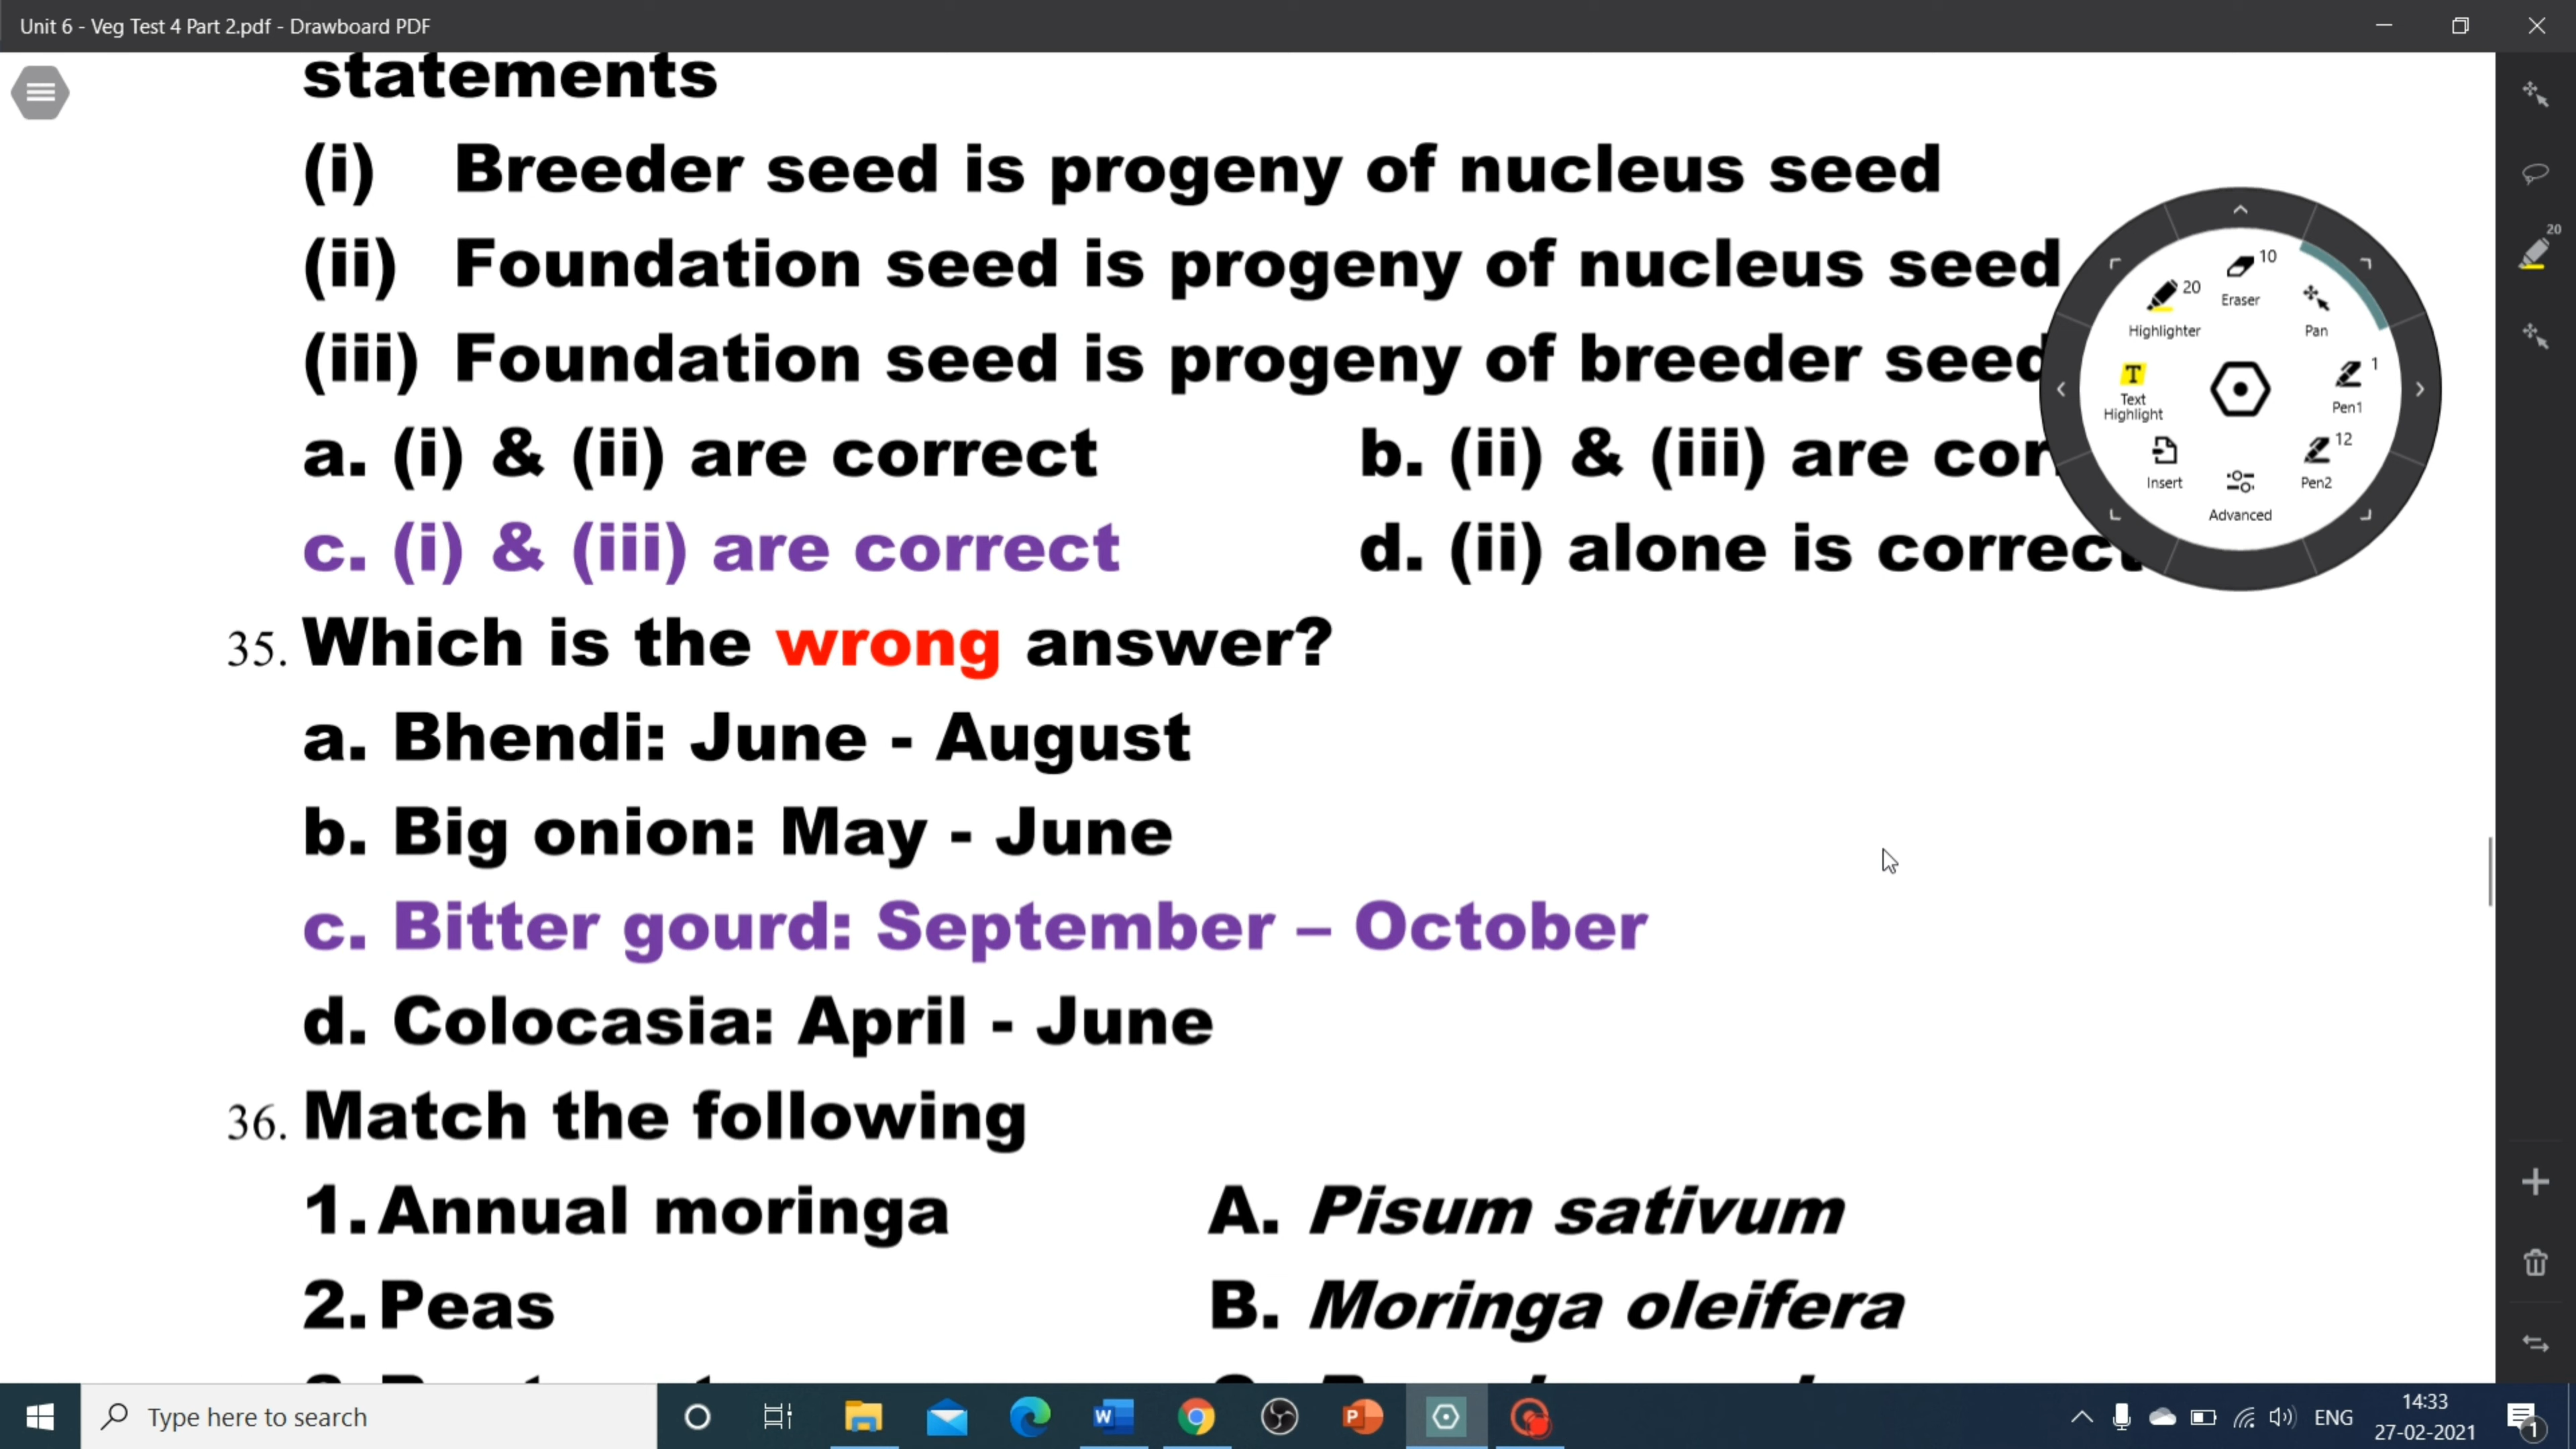 Unit 6 - Veg Test 4 Part 2.pdf - Drawboard PDF
statements
(i) Breeder seed is progeny of nucleus seed
(ii) Foundation seed is progeny of nucleus seed
(iii) Foundation seed is progeny of breeder seed
a. (i) & (ii) are correct b. (ii) & (iii) are cor
c. (i) & (iii) are correct d. (ii) alone is correct
10
Eraser
20
Highlighter
Pan
Text
Highlight
1
Pen1
Insert
12
Pen2
Advanced
20
35. Which is the wrong answer?
a. Bhendi: June - August
b. Big onion: May - June
c. Bitter gourd: September – October
d. Colocasia: April - June
36. Match the following
1. Annual moringa A. Pisum sativum
2. Peas B. Moringa oleifera
Type here to search
ENG
14:33
27-02-2021
1